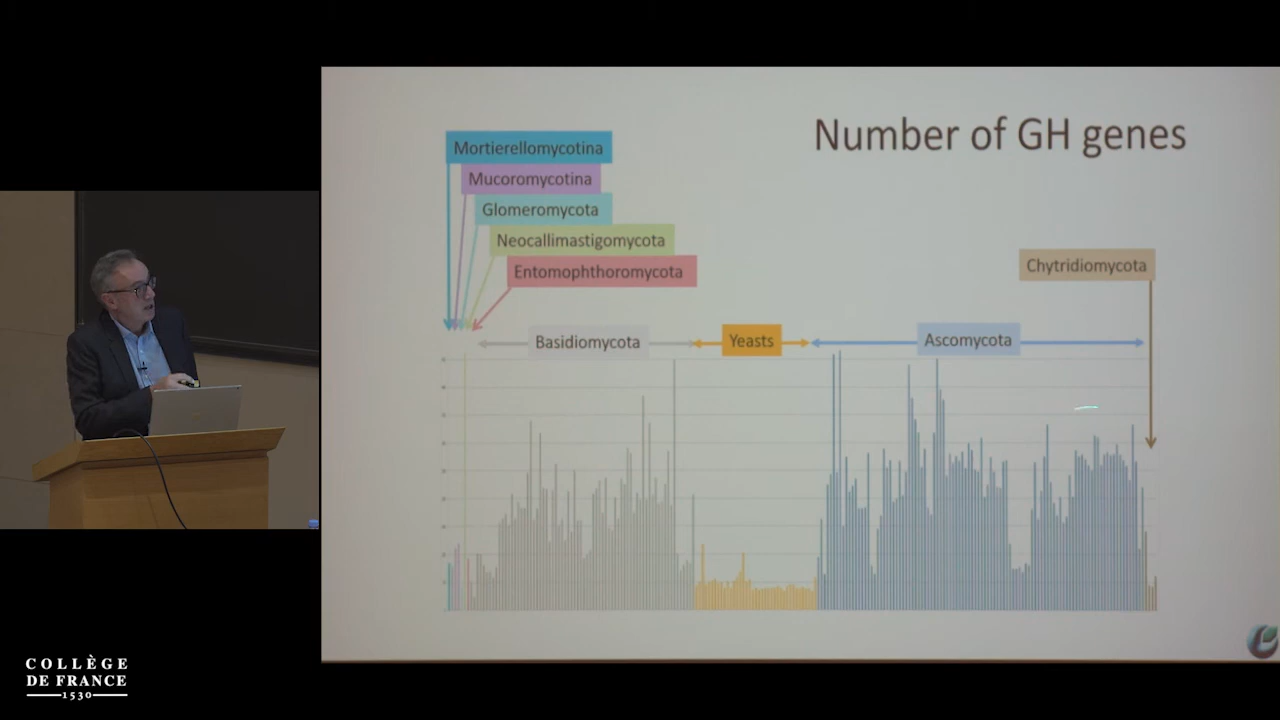 Number of GH genes
Mortierellomycotina
Mucoromycotina
Glomeromycota
Neocallimastigomycota
Entomophthoromycota
Chytridiomycota
Basidiomycota
Yeasts
Ascomycota
COLLÈGE
DE FRANCE
1530